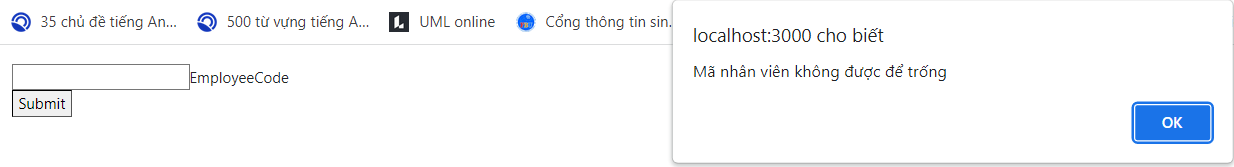 35 chủ đề tiếng An...
500 từ vựng tiếng A...
UML online
Cổng thông tin sin...
localhost:3000 cho biết
Mã nhân viên không được để trống
OK
EmployeeCode
Submit